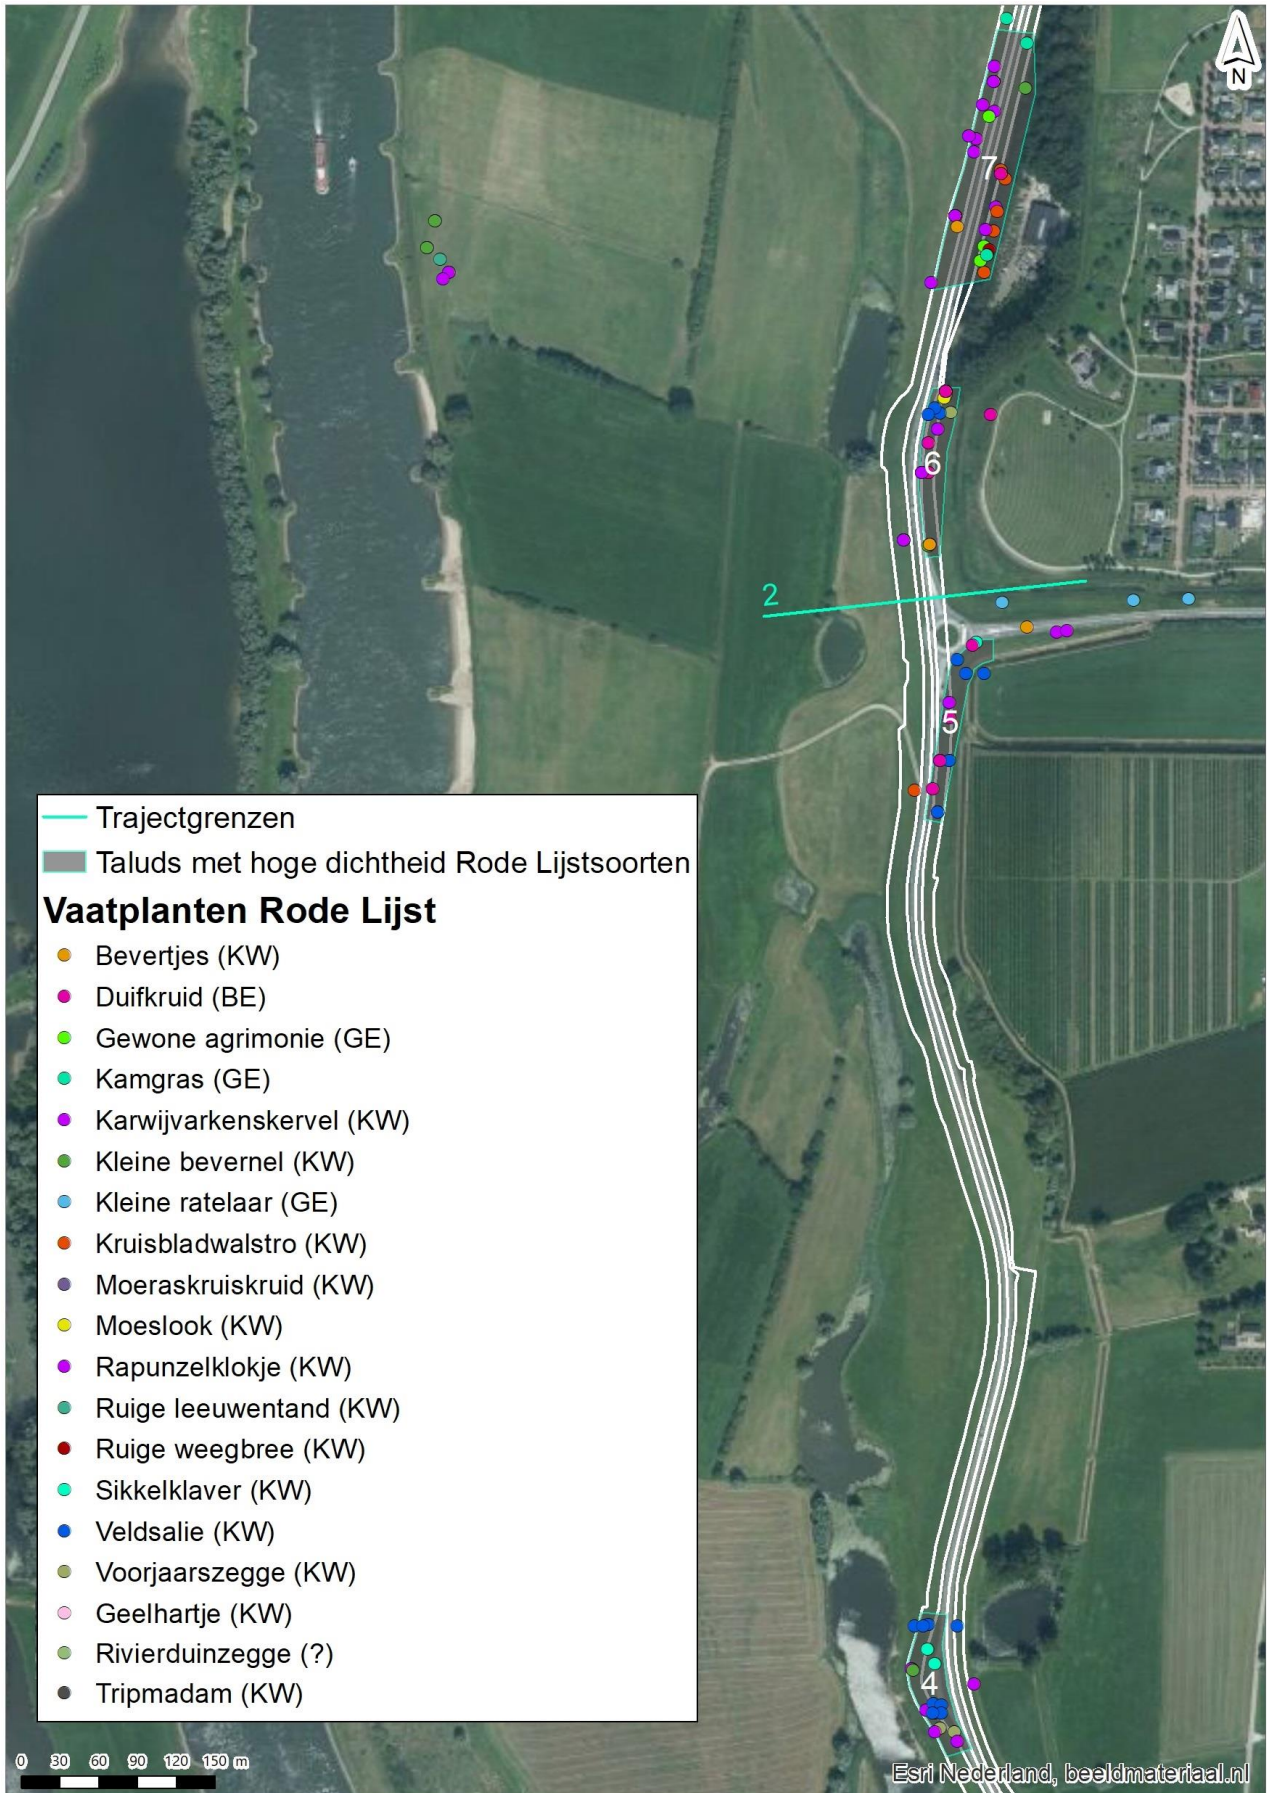 N
7
6
2
5
Trajectgrenzen
Taluds met hoge dichtheid Rode Lijstsoorten
Vaatplanten Rode Lijst
Bevertjes (KW)
Duifkruid (BE)
Gewone agrimonie (GE)
Kamgras (GE)
Karwijvarkenskervel (KW)
Kleine bevernel (KW)
Kleine ratelaar (GE)
Kruisbladwalstro (KW)
Moeraskruiskruid (KW)
Moeslook (KW)
Rapunzelklokje (KW)
Ruige leeuwentand (KW)
Ruige weegbree (KW)
Sikkelklaver (KW)
Veldsalie (KW)
Voorjaarszegge (KW)
Geelhartje (KW)
Rivierduinzegge (?)
Tripmadam (KW)
4
0 30 60 90 120 150 m
Esri Nederland, beeldmateriaal.nl